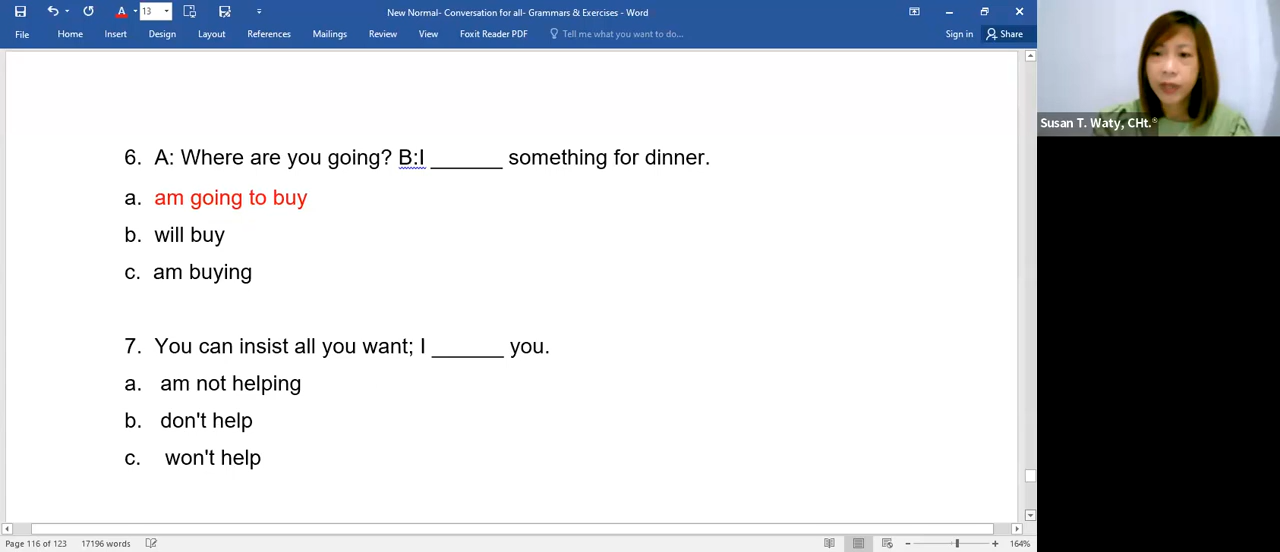 13
New Normal- Conversation for all- Grammars & Exercises - Word
File Home Insert Design Layout References Mailings Review View Foxit Reader PDF Tell me what you want to do... Sign in Share
6. A: Where are you going? B:I ______ something for dinner.
a. am going to buy
b. will buy
c. am buying
7. You can insist all you want; I ______ you.
a. am not helping
b. don't help
c. won't help
Susan T. Waty, CHt.®
Page 116 of 123 17196 words 164%